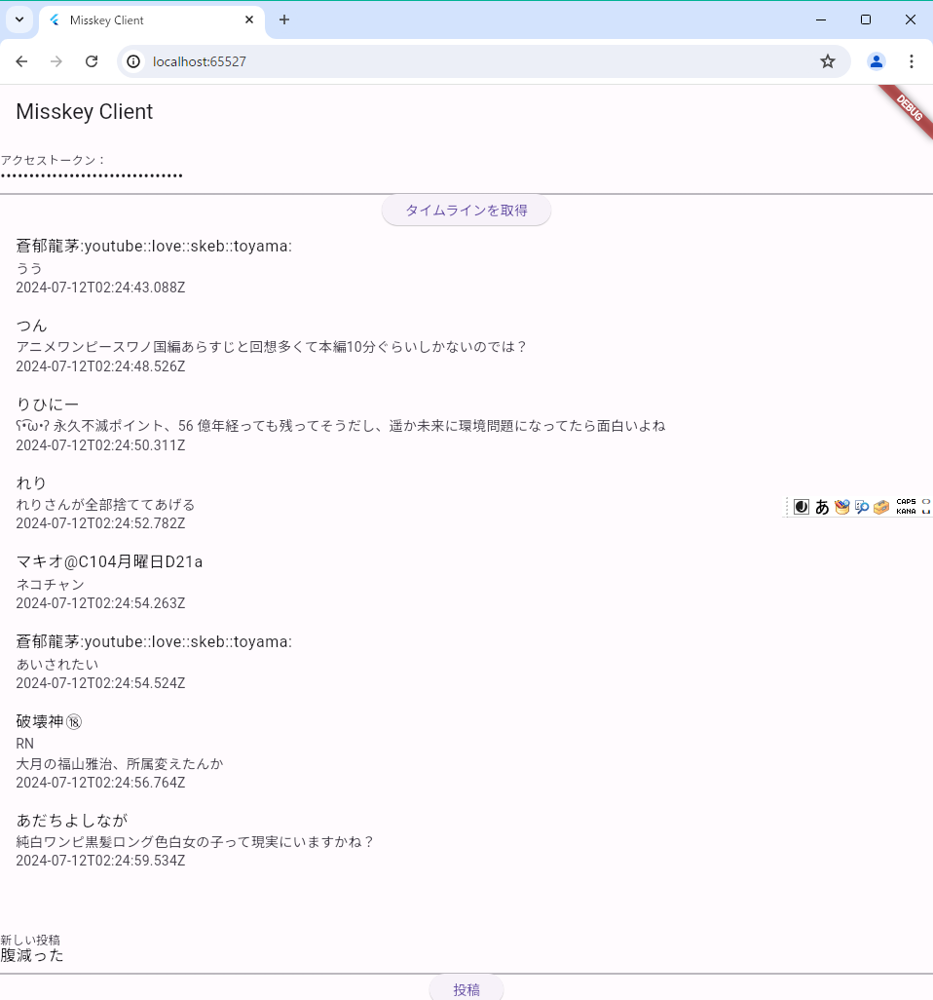 Misskey Client
localhost:65527
Misskey Client
DEBUG
アクセストークン：
••••••••••••••••••••••••••••••••
タイムラインを取得
蒼郁龍茅:youtube::love::skeb::toyama:
うう
2024-07-12T02:24:43.088Z
つん
アニメワンピースワノ国編あらすじと回想多くて本編10分ぐらいしかないのでは？
2024-07-12T02:24:48.526Z
りひにー
ʕ•͡ω•ʔ 永久不滅ポイント、56 億年経っても残ってそうだし、遥か未来に環境問題になってたら面白いよね
2024-07-12T02:24:50.311Z
れり
れりさんが全部捨ててあげる
2024-07-12T02:24:52.782Z
あ
CAPS
KANA
マキオ@C104月曜日D21a
ネコチャン
2024-07-12T02:24:54.263Z
蒼郁龍茅:youtube::love::skeb::toyama:
あいされたい
2024-07-12T02:24:54.524Z
破壊神⑱
RN
大月の福山雅治、所属変えたんか
2024-07-12T02:24:56.764Z
あだちよしなが
純白ワンピ黒髪ロング色白女の子って現実にいますかね？
2024-07-12T02:24:59.534Z
新しい投稿
腹減った
投稿